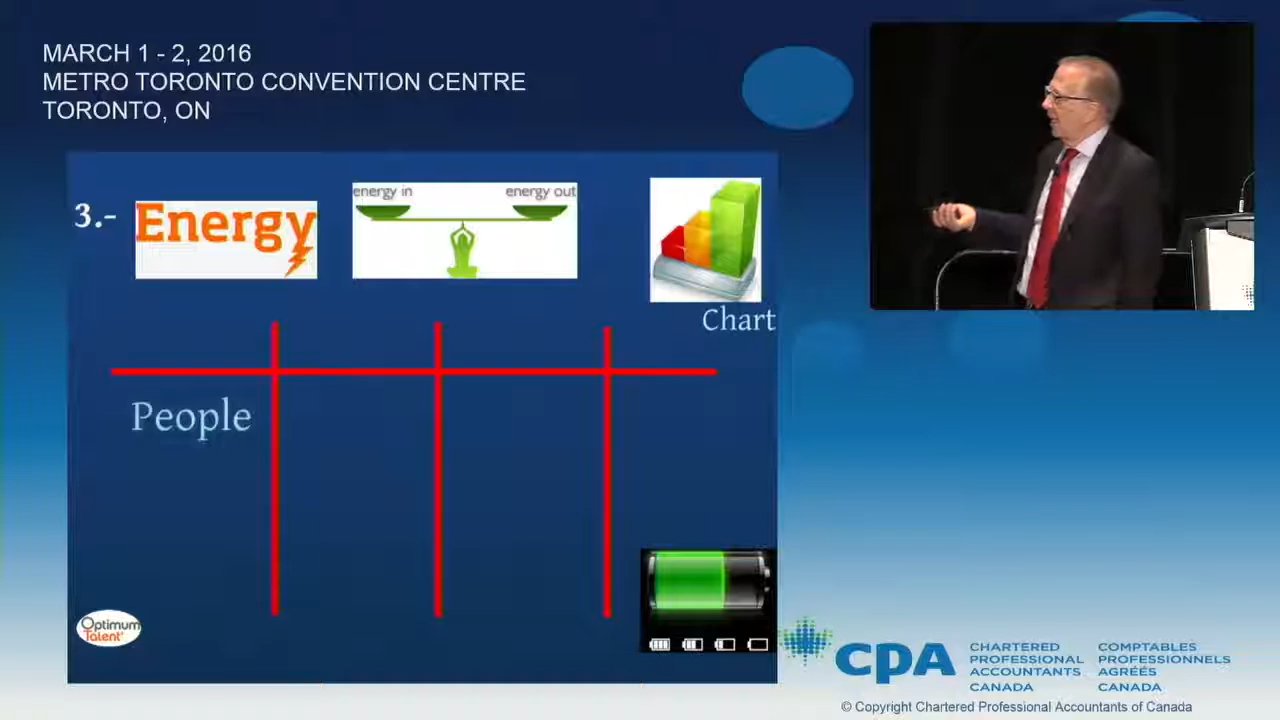 MARCH 1 - 2, 2016
METRO TORONTO CONVENTION CENTRE
TORONTO, ON
3.-
Energy
energy in
energy out
Chart
People
Optimum
Talent
CPA
CHARTERED
PROFESSIONAL
ACCOUNTANTS
CANADA
COMPTABLES
PROFESSIONNELS
AGRÉÉS
CANADA
© Copyright Chartered Professional Accountants of Canada